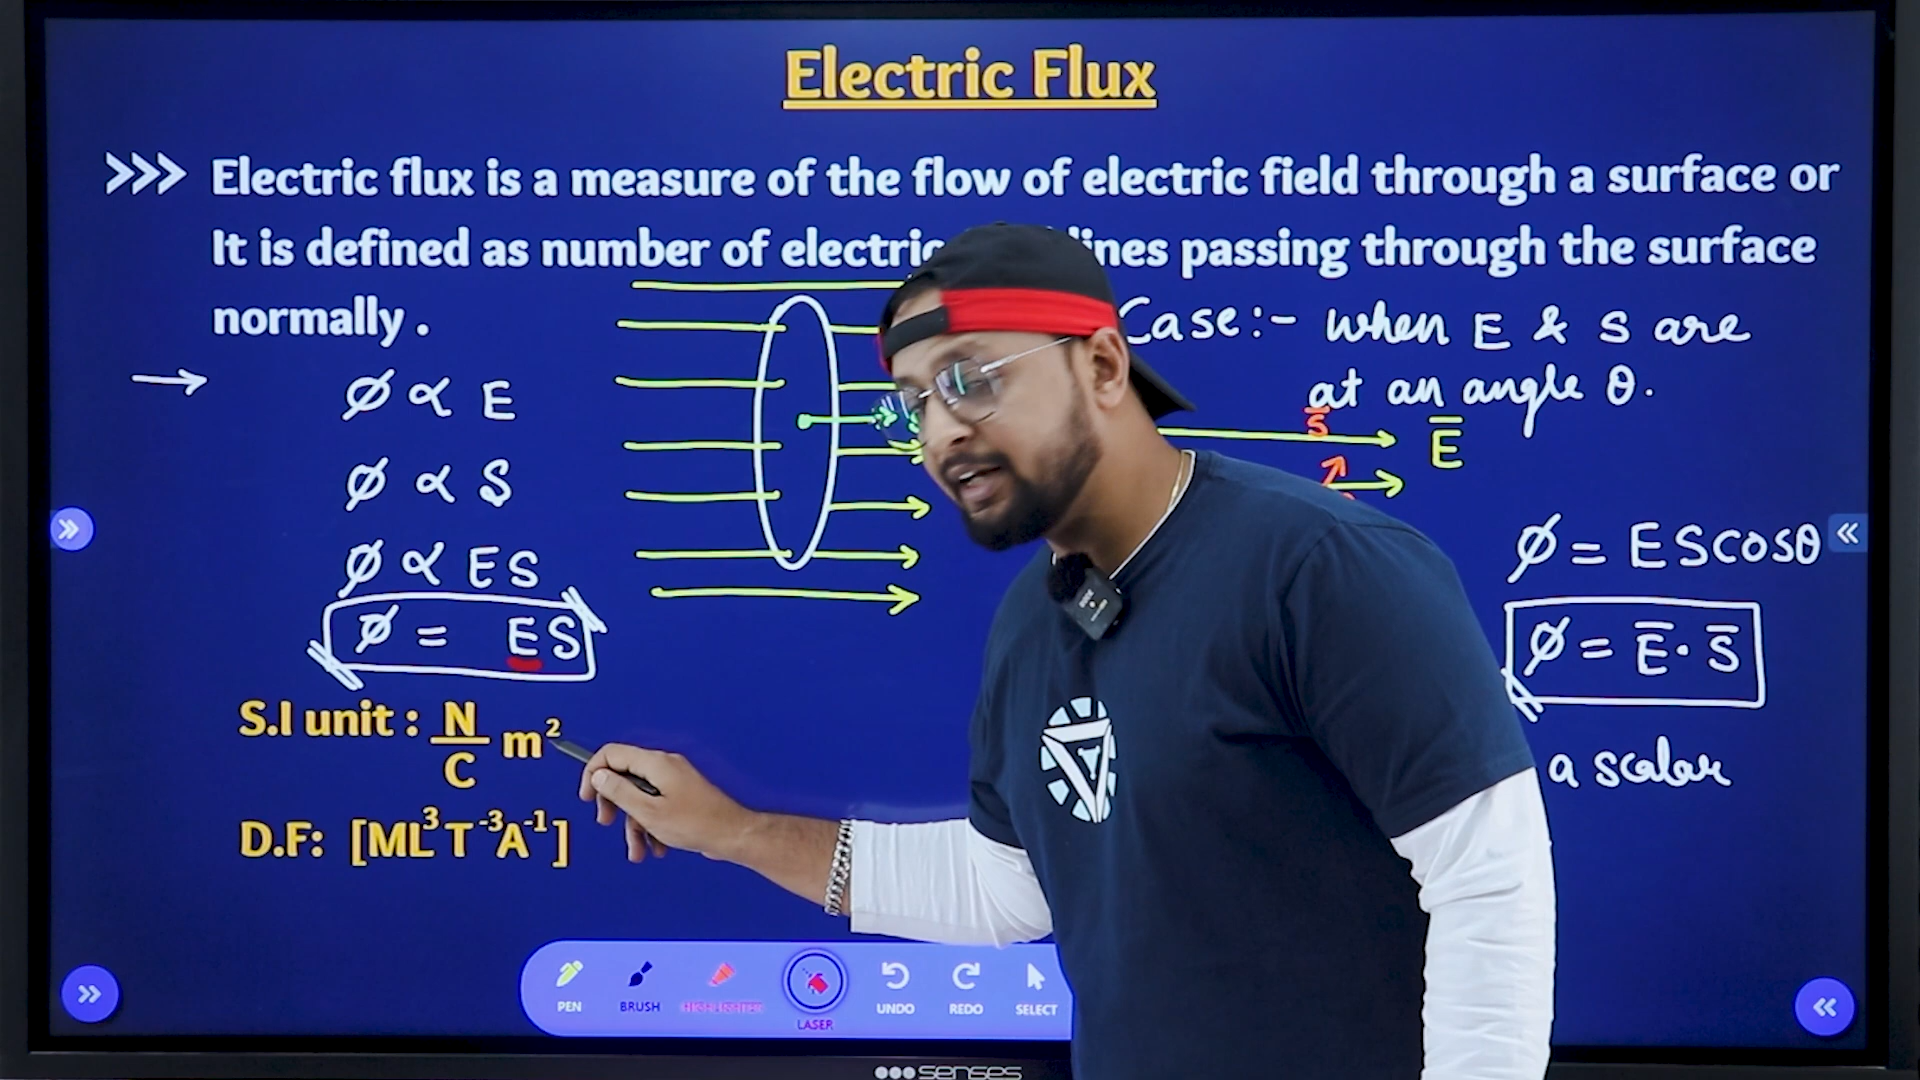 Electric Flux
>>> Electric flux is a measure of the flow of electric field through a surface or
It is defined as number of electric lines passing through the surface
normally .
→ φ ∝ E
φ ∝ S
φ ∝ ES
φ = ES
S.I unit : N/C m²
D.F: [ML³T⁻³A⁻¹]
Case :- when E & S are
at an angle θ.
S̄
Ē
φ = EScosθ
φ = Ē · S̄
a scalar
PEN
BRUSH
LASER
UNDO
REDO
SELECT
senses